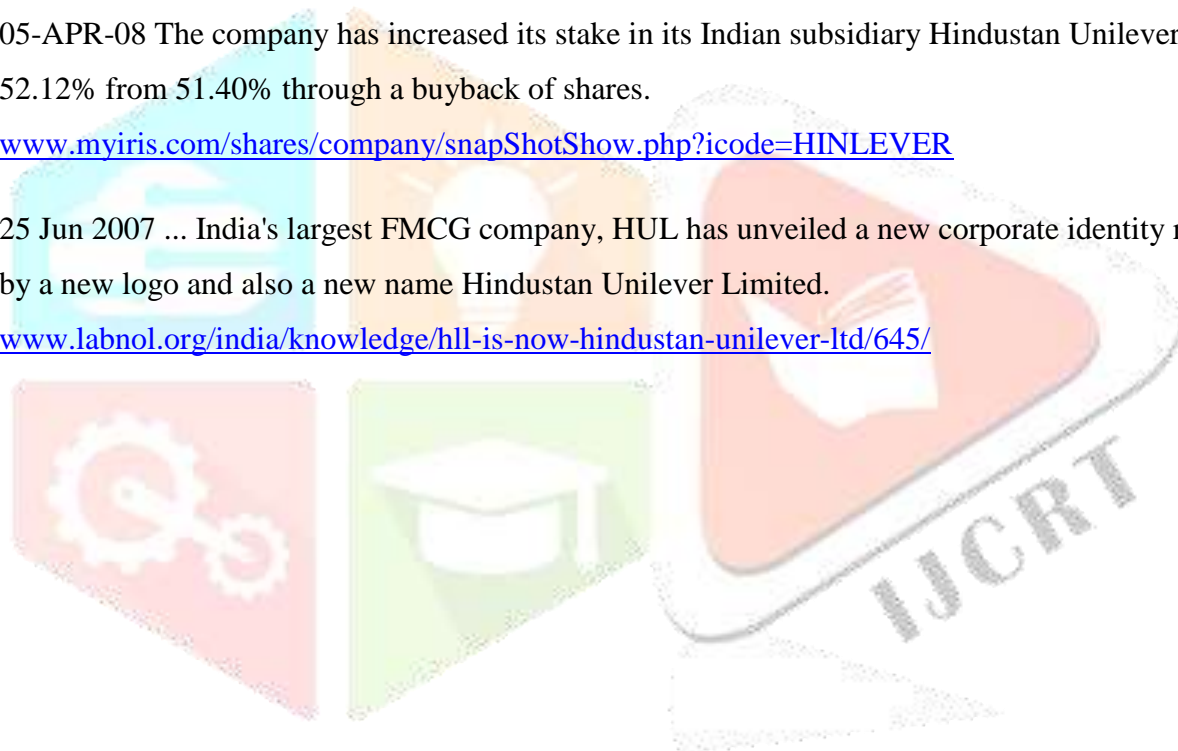 05-APR-08 The company has increased its stake in its Indian subsidiary Hindustan Unilever
52.12% from 51.40% through a buyback of shares.
www.myiris.com/shares/company/snapShotShow.php?icode=HINLEVER
25 Jun 2007 ... India's largest FMCG company, HUL has unveiled a new corporate identity
by a new logo and also a new name Hindustan Unilever Limited.
www.labnol.org/india/knowledge/hll-is-now-hindustan-unilever-ltd/645/
IJCRT